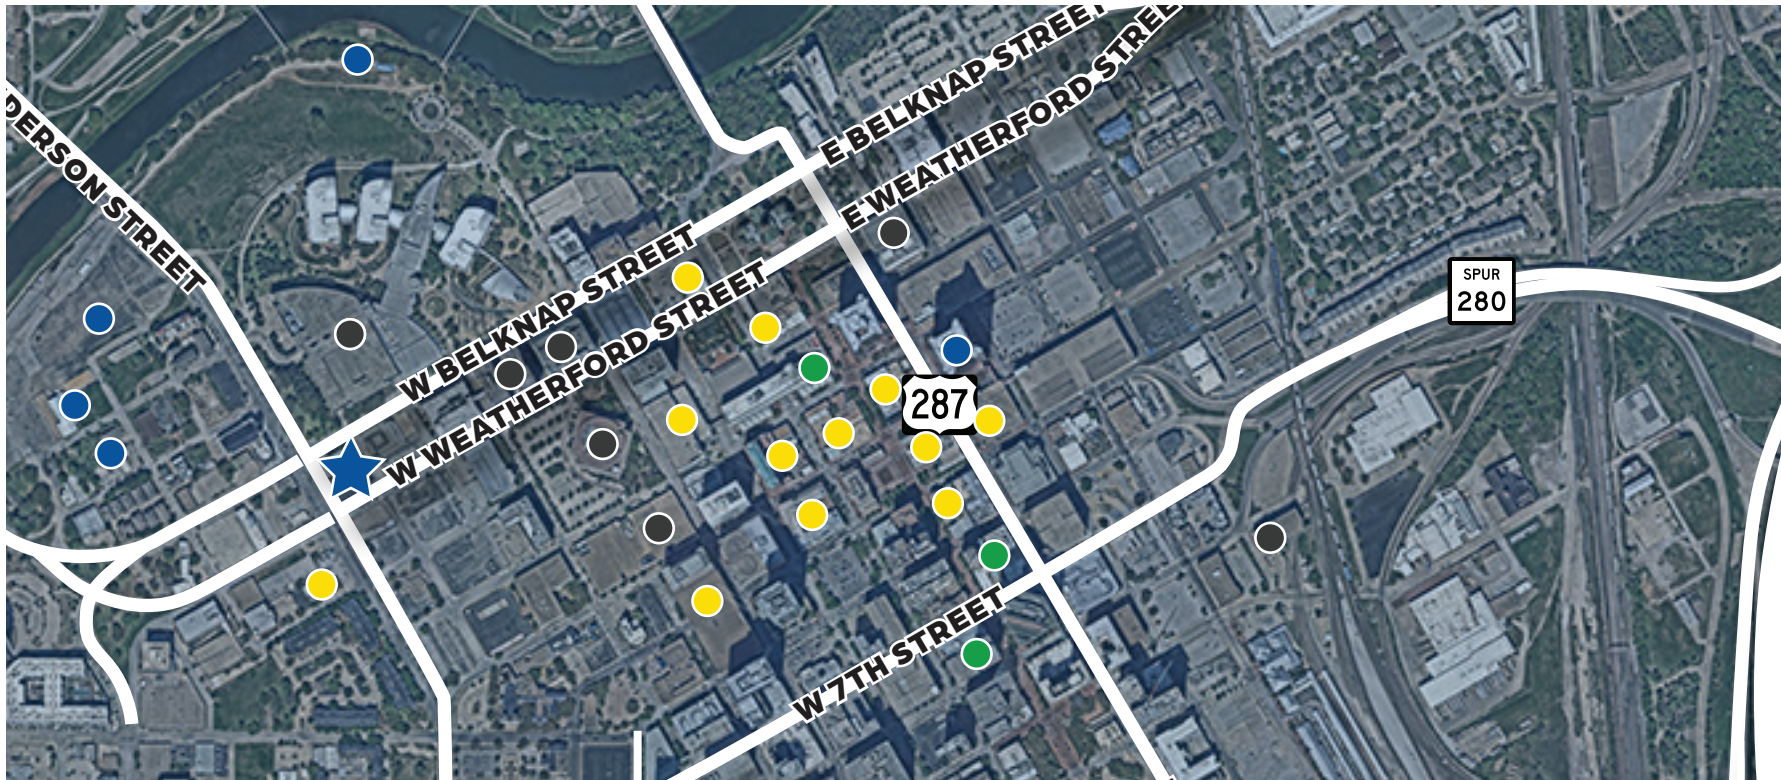 E BELKNAP STREET
E WEATHERFORD STREET
DERSON STREET
W BELKNAP STREET
W WEATHERFORD STREET
SPUR
280
287
W 7TH STREET